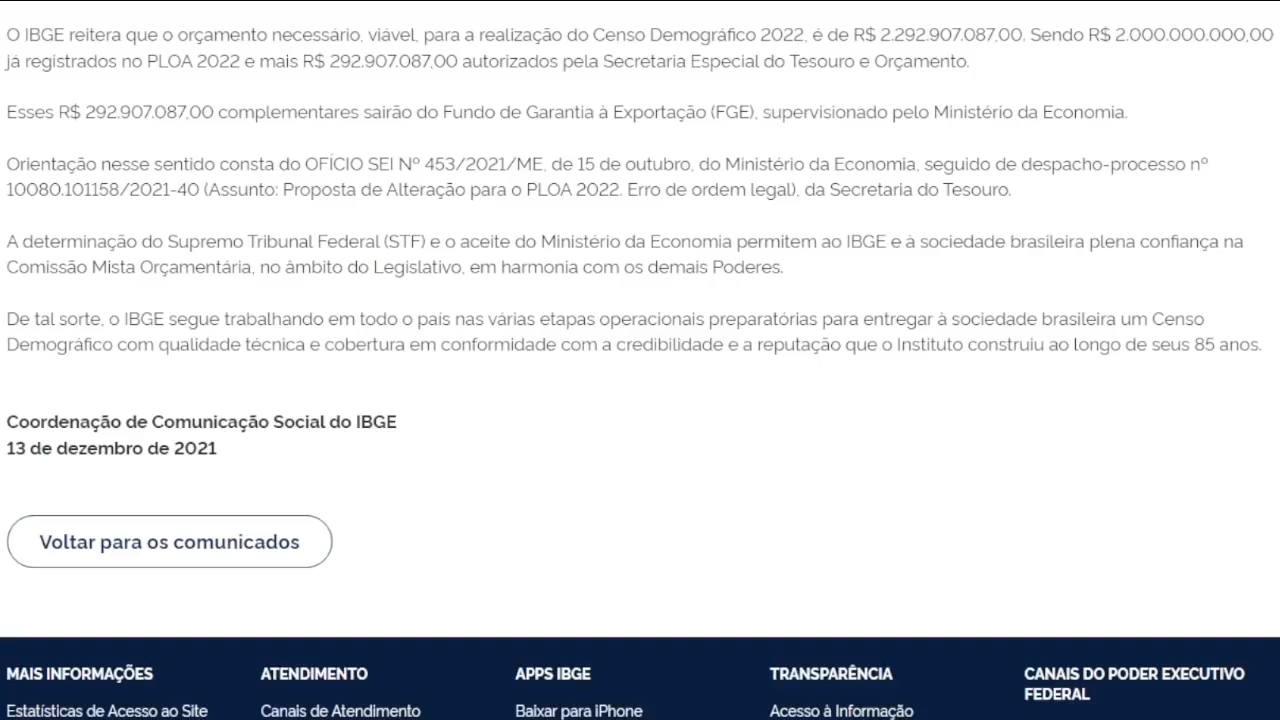 O IBGE reitera que o orçamento necessário, viável, para a realização do Censo Demográfico 2022, é de R$ 2.292.907.087,00. Sendo R$ 2.000.000.000,00
já registrados no PLOA 2022 e mais R$ 292.907.087,00 autorizados pela Secretaria Especial do Tesouro e Orçamento.
Esses R$ 292.907.087,00 complementares sairão do Fundo de Garantia à Exportação (FGE), supervisionado pelo Ministério da Economia.
Orientação nesse sentido consta do OFÍCIO SEI Nº 453/2021/ME, de 15 de outubro, do Ministério da Economia, seguido de despacho-processo nº
10080.101158/2021-40 (Assunto: Proposta de Alteração para o PLOA 2022. Erro de ordem legal), da Secretaria do Tesouro.
A determinação do Supremo Tribunal Federal (STF) e o aceite do Ministério da Economia permitem ao IBGE e à sociedade brasileira plena confiança na
Comissão Mista Orçamentária, no âmbito do Legislativo, em harmonia com os demais Poderes.
De tal sorte, o IBGE segue trabalhando em todo o país nas várias etapas operacionais preparatórias para entregar à sociedade brasileira um Censo
Demográfico com qualidade técnica e cobertura em conformidade com a credibilidade e a reputação que o Instituto construiu ao longo de seus 85 anos.
Coordenação de Comunicação Social do IBGE
13 de dezembro de 2021
Voltar para os comunicados
MAIS INFORMAÇÕES
Estatísticas de Acesso ao Site
ATENDIMENTO
Canais de Atendimento
APPS IBGE
Baixar para iPhone
TRANSPARÊNCIA
Acesso à Informação
CANAIS DO PODER EXECUTIVO
FEDERAL